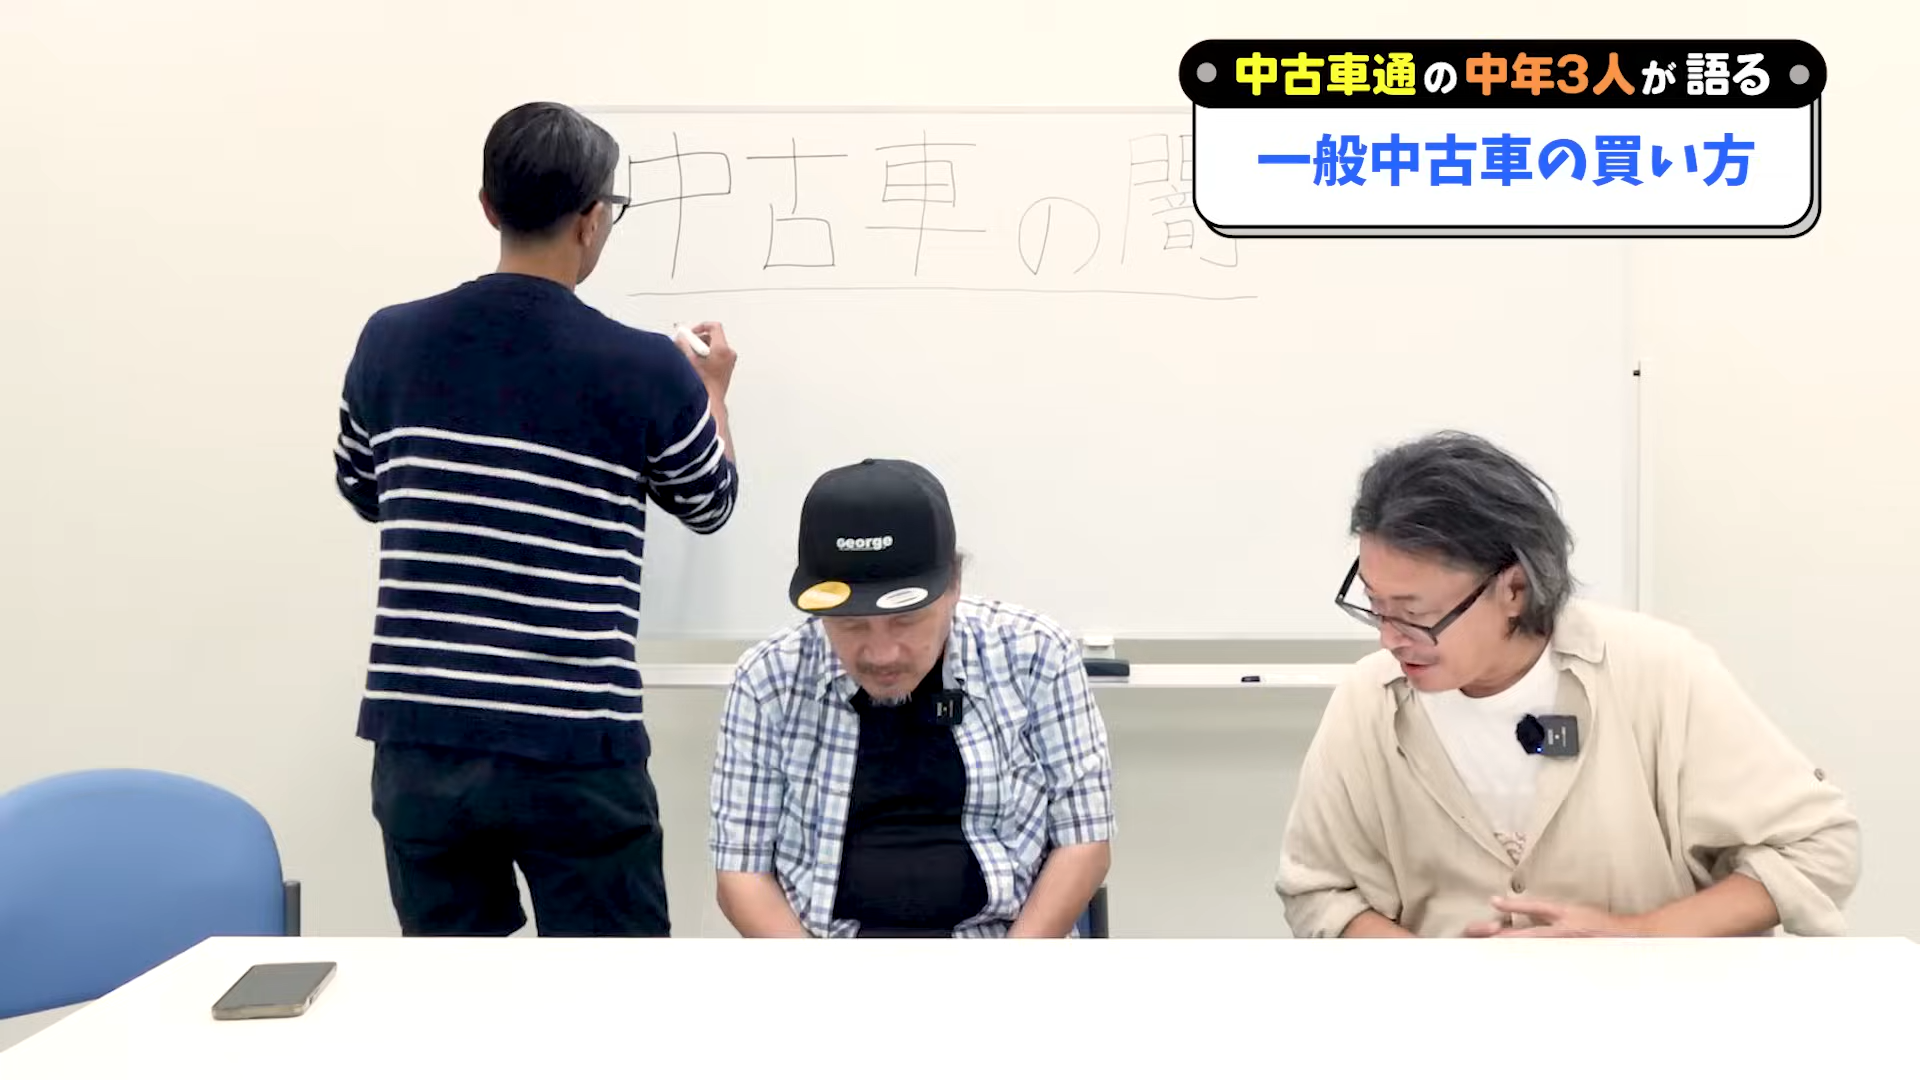 中古車通の中年3人が語る
一般中古車の買い方
中古車の闇
George